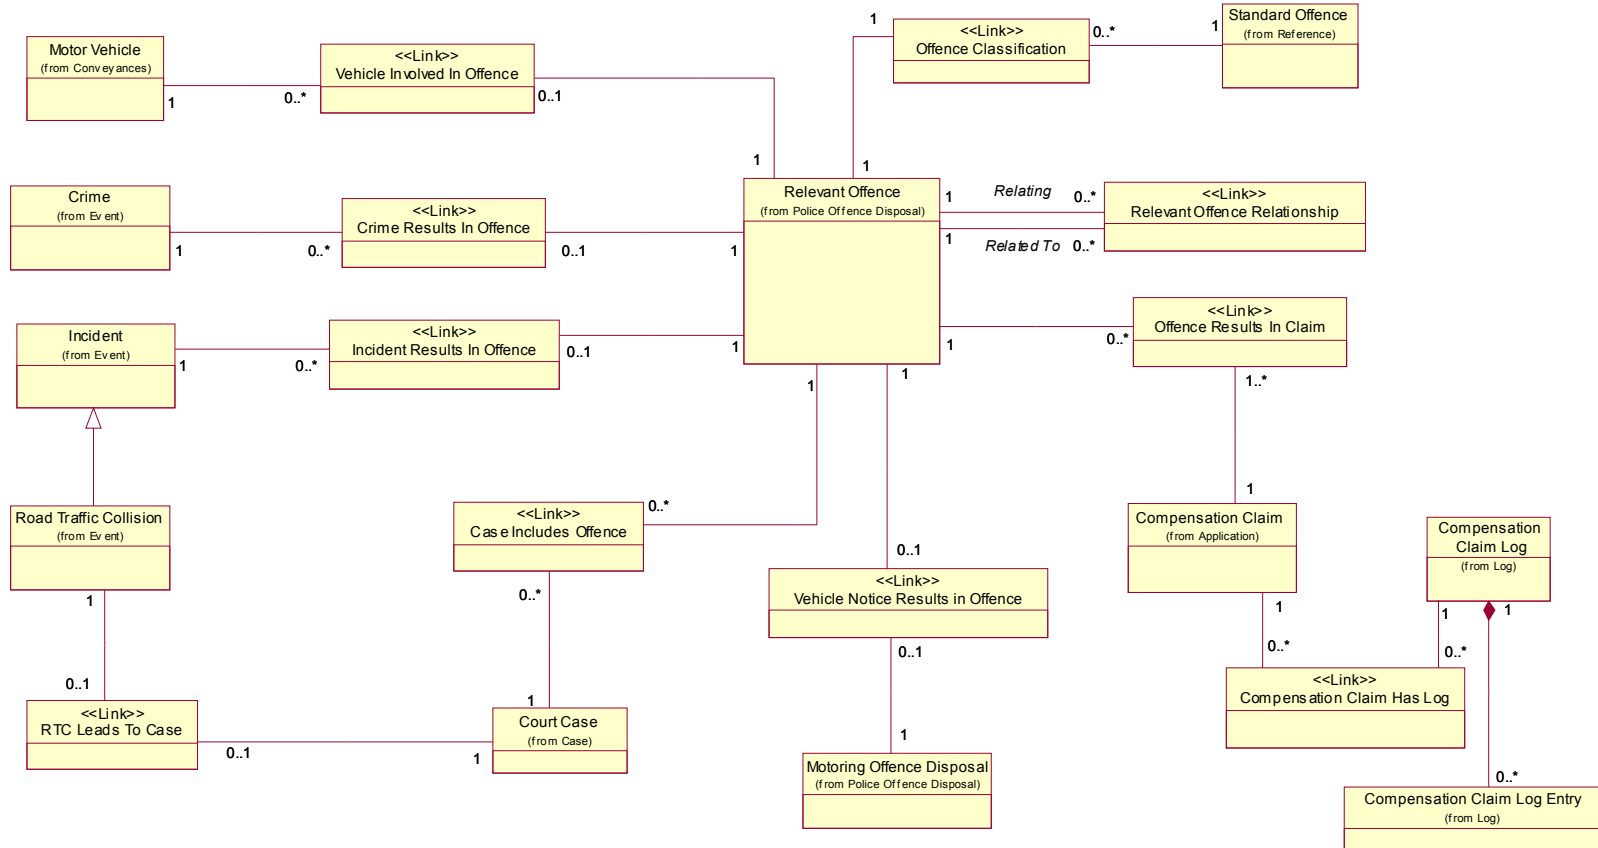 Motor Vehicle
(from Conveyances)
1
0..*
<<Link>>
Vehicle Involved In Offence
0..1
1
1
<<Link>>
Offence Classification
0..*
1
Standard Offence
(from Reference)
1
Crime
(from Event)
1
0..*
<<Link>>
Crime Results In Offence
0..1
1
Relevant Offence
(from Police Offence Disposal)
1
Relating
0..*
1
Related To
0..*
<<Link>>
Relevant Offence Relationship
Incident
(from Event)
1
0..*
<<Link>>
Incident Results In Offence
0..1
1
1
0..*
<<Link>>
Offence Results In Claim
1..*
1
1
1
Road Traffic Collision
(from Event)
1
<<Link>>
Case Includes Offence
0..*
0..*
0..1
<<Link>>
Vehicle Notice Results in Offence
0..1
Compensation Claim
(from Application)
1
0..*
Compensation
Claim Log
(from Log)
1
1
0..*
<<Link>>
Compensation Claim Has Log
0..1
<<Link>>
RTC Leads To Case
0..1
1
Court Case
(from Case)
1
1
Motoring Offence Disposal
(from Police Offence Disposal)
0..*
Compensation Claim Log Entry
(from Log)